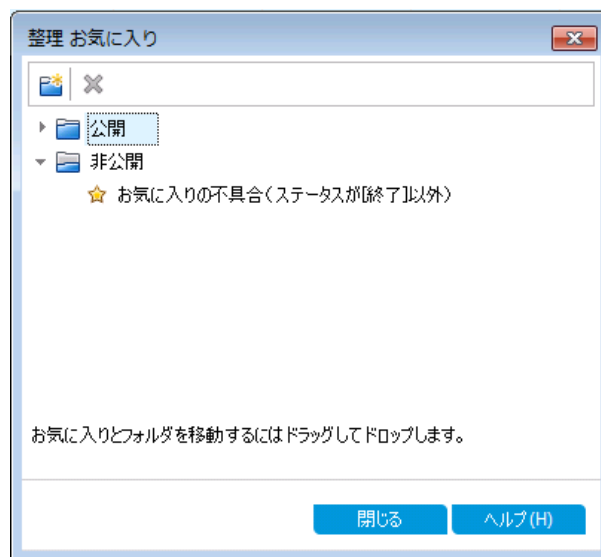 整理 お気に入り
公開
非公開
お気に入りの不具合(ステータスが[終了]以外)
お気に入りとフォルダを移動するにはドラッグしてドロップします。
閉じる
ヘルプ(H)